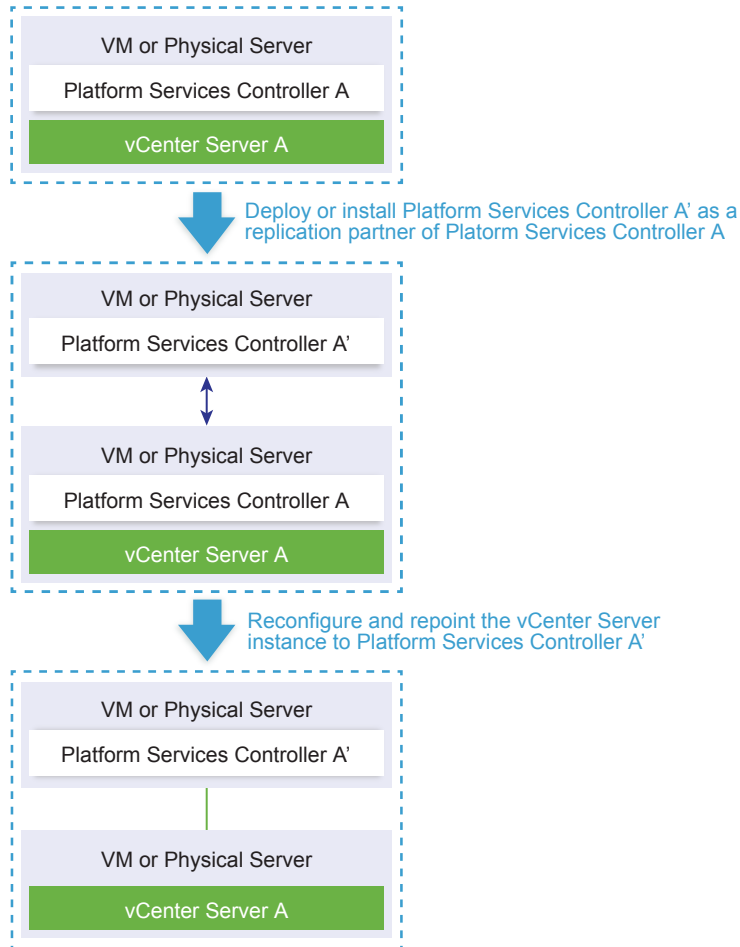 VM or Physical Server
Platform Services Controller A
vCenter Server A
Deploy or install Platform Services Controller A’ as a
replication partner of Platorm Services Controller A
VM or Physical Server
Platform Services Controller A’
VM or Physical Server
Platform Services Controller A
vCenter Server A
Reconfigure and repoint the vCenter Server
instance to Platform Services Controller A’
VM or Physical Server
Platform Services Controller A’
VM or Physical Server
vCenter Server A